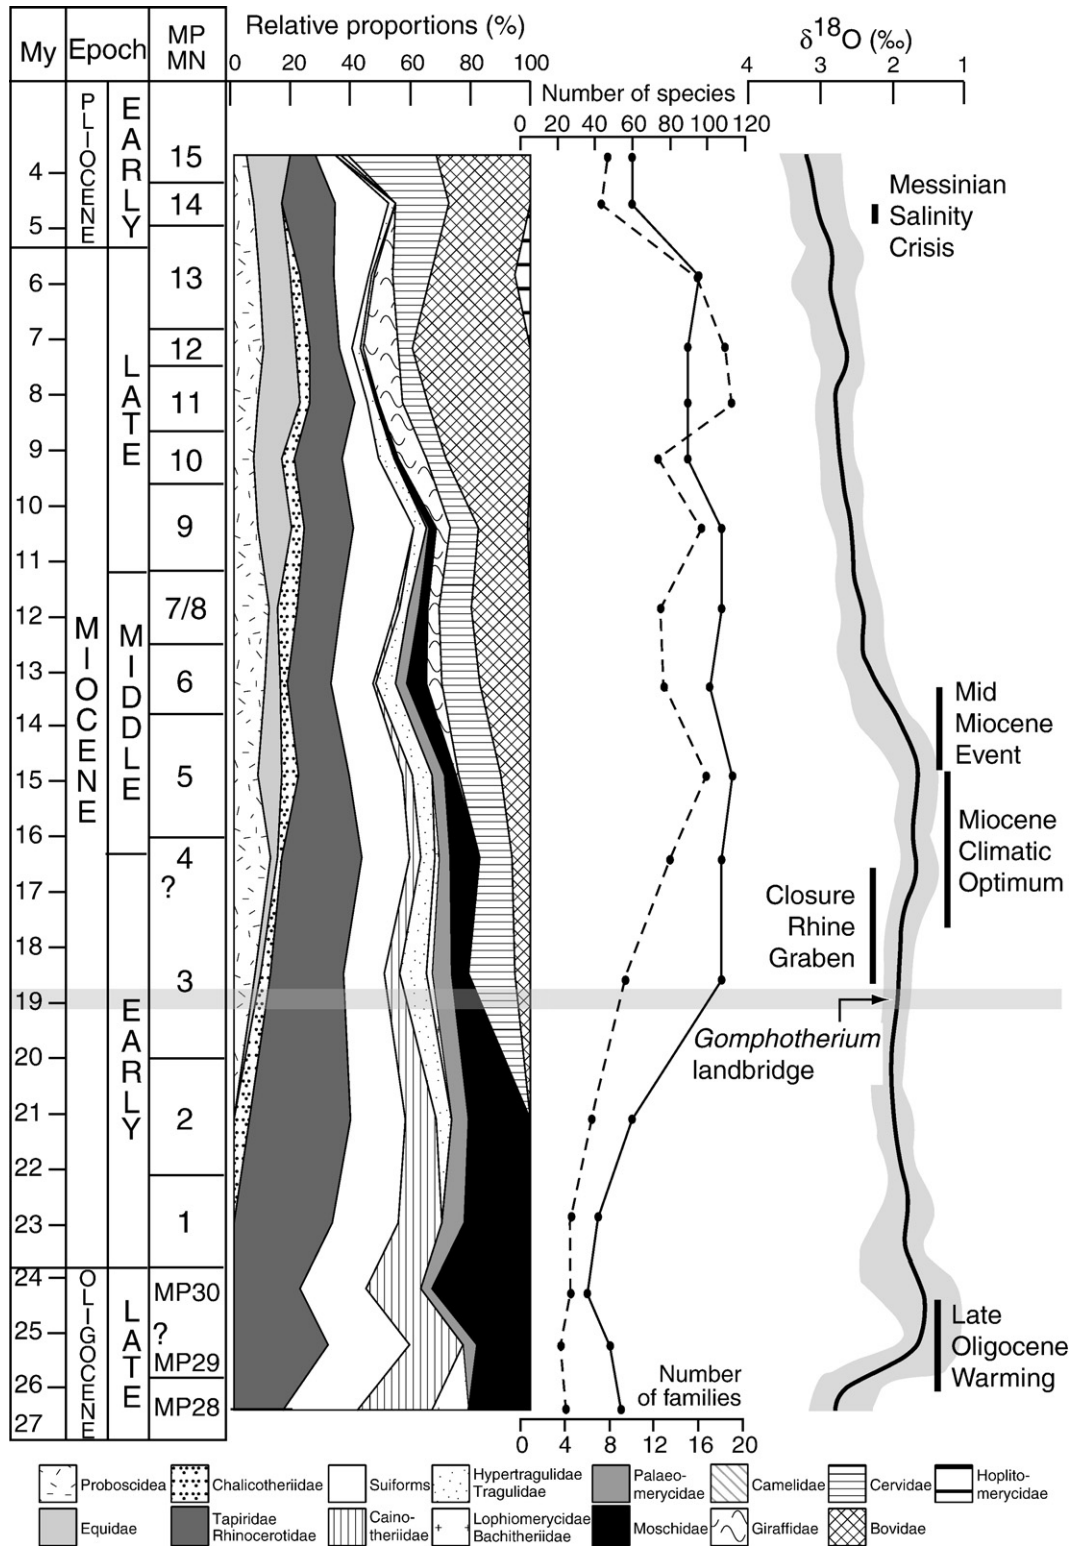 My Epoch MP MN
Relative proportions (%)
0 20 40 60 80 100
δ18O (‰)
4 3 2 1
Number of species
0 20 40 60 80 100 120
PLIOCENE
EARLY
MIOCENE
LATE
MIDDLE
EARLY
OLIGOCENE
LATE
4
5
6
7
8
9
10
11
12
13
14
15
16
17
18
19
20
21
22
23
24
25
26
27
15
14
13
12
11
10
9
7/8
6
5
4
?
3
2
1
MP30
?
MP29
MP28
Messinian
Salinity
Crisis
Mid
Miocene
Event
Miocene
Climatic
Optimum
Closure
Rhine
Graben
Gomphotherium
landbridge
Late
Oligocene
Warming
Number
of families
0 4 8 12 16 20
Proboscidea
Chalicotheriidae
Suiforms
Hypertragulidae
Tragulidae
Palaeo-
merycidae
Camelidae
Cervidae
Hoplito-
merycidae
Equidae
Tapiridae
Rhinocerotidae
Caino-
theriidae
Lophiomerycidae
Bachitheriidae
Moschidae
Giraffidae
Bovidae